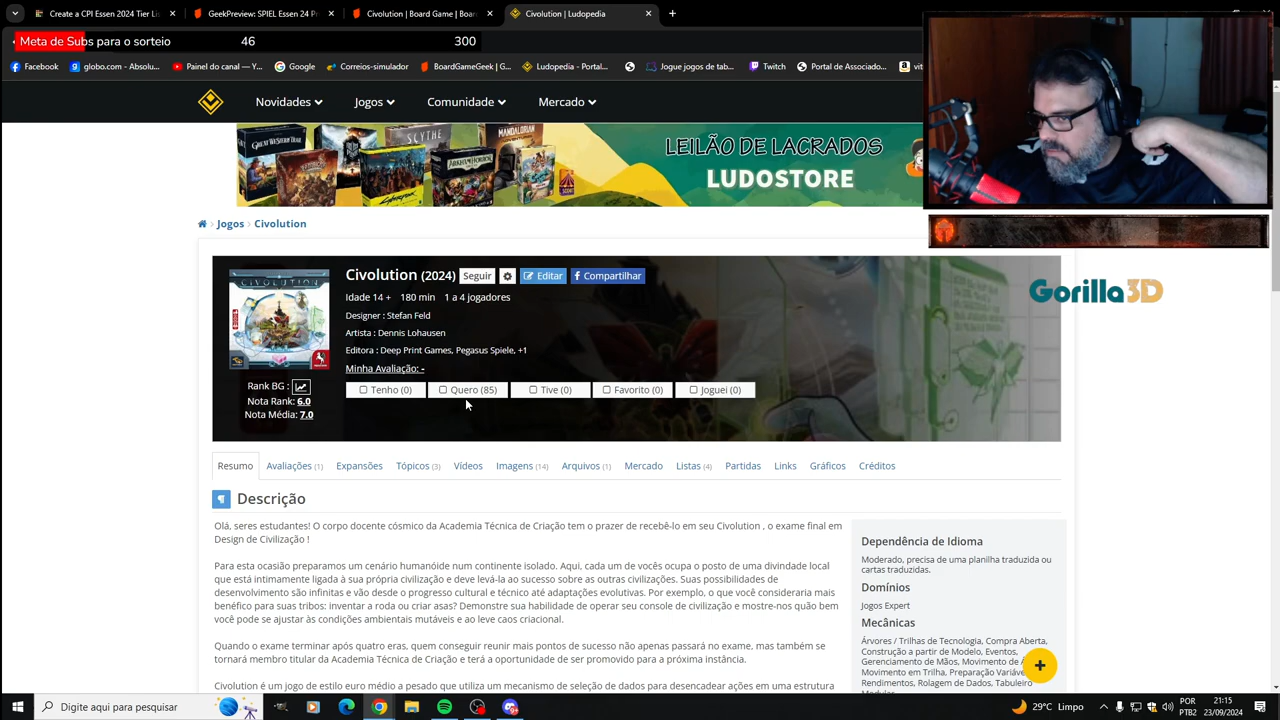 Create a CPI Essen 2024 Tier Lis
GeekPreview: SPIEL Essen 24 Pr
Civolution | Board Game | Boar
Civolution | Ludopedia
Meta de Subs para o sorteio 46 300
Facebook
globo.com - Absolu...
Painel do canal — Y...
Google
Correios-simulador
BoardGameGeek | G...
Ludopedia - Portal...
Jogue jogos de tab...
Twitch
Portal de Associado...
Novidades
Jogos
Comunidade
Mercado
GREAT WESTERN TRAIL
SCYTHE
MANDALORIAN
ARKHAM HORROR
CYBERPUNK
LEILÃO DE LACRADOS
LUDOSTORE
Jogos > Civolution
CIVOLUTION
Civolution (2024) Seguir Editar Compartilhar
Idade 14 + 180 min 1 a 4 jogadores
Designer : Stefan Feld
Artista : Dennis Lohausen
Editora : Deep Print Games, Pegasus Spiele, +1
Minha Avaliação: -
Rank BG :
Nota Rank: 6.0
Nota Média: 7.0
Tenho (0)
Quero (85)
Tive (0)
Favorito (0)
Joguei (0)
Gorilla3D
Resumo
Avaliações (1)
Expansões
Tópicos (3)
Vídeos
Imagens (14)
Arquivos (1)
Mercado
Listas (4)
Partidas
Links
Gráficos
Créditos
Descrição
Olá, seres estudantes! O corpo docente cósmico da Academia Técnica de Criação tem o prazer de recebê-lo em seu Civolution , o exame final em
Design de Civilização !
Para esta ocasião preparamos um cenário humanóide num continente isolado. Aqui, cada um de vocês ocupa o posto de uma divindade local
que está intimamente ligada à sua própria civilização e deve levá-la ao sucesso sobre as outras civilizações. Suas possibilidades de
desenvolvimento são infinitas e vão desde o progresso cultural e técnico até adaptações evolutivas. Por exemplo, o que você consideraria mais
benéfico para suas tribos: inventar a roda ou criar asas? Demonstre sua habilidade de operar seu console de civilização e mostre-nos quão bem
você pode se ajustar às condições ambientais mutáveis e ao leve caos criacional.
Quando o exame terminar após quatro eras, quem conseguir reunir mais pontos de sucesso não apenas passará no exame, mas também se
tornará membro titular da Academia Técnica de Criação e terá a oportunidade de ser promovido para a próxima instância.
Civolution é um jogo de estilo euro médio a pesado que utiliza um mecanismo de seleção de dados para desencadear ações em uma estrutura
Dependência de Idioma
Moderado, precisa de uma planilha traduzida ou
cartas traduzidas.
Domínios
Jogos Expert
Mecânicas
Árvores / Trilhas de Tecnologia, Compra Aberta,
Construção a partir de Modelo, Eventos,
Gerenciamento de Mãos, Movimento de
Movimento em Trilha, Preparação Variáve
Rendimentos, Rolagem de Dados, Tabuleiro
Modular
Digite aqui para pesquisar
29°C Limpo
POR
PTB2
21:15
23/09/2024